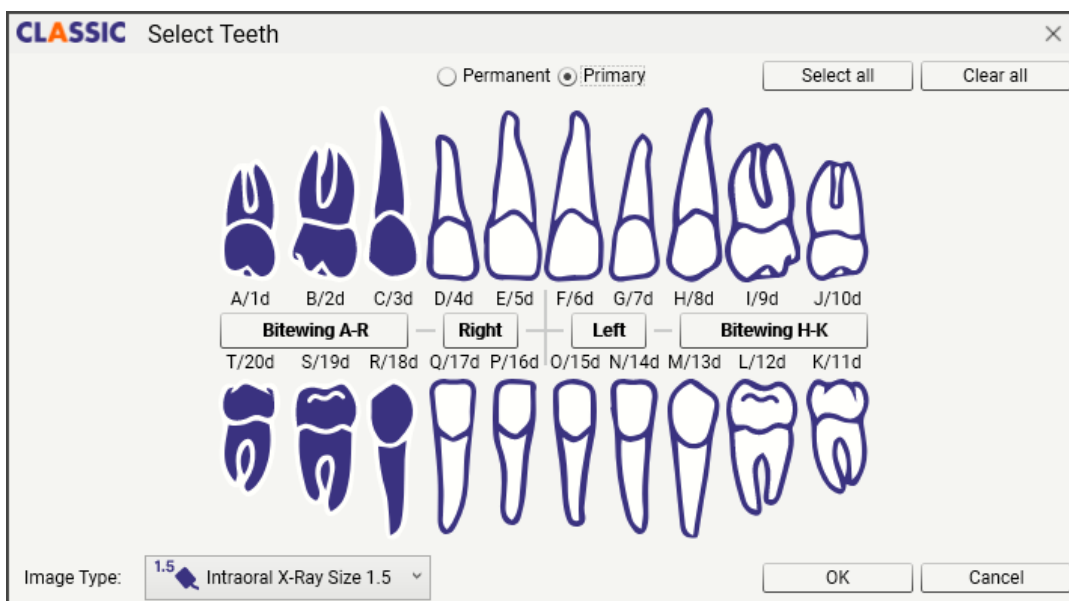 CLASSIC Select Teeth
Permanent Primary Select all Clear all
A/1d B/2d C/3d D/4d E/5d F/6d G/7d H/8d I/9d J/10d
Bitewing A-R Right Left Bitewing H-K
T/20d S/19d R/18d Q/17d P/16d O/15d N/14d M/13d L/12d K/11d
Image Type: 1.5 Intraoral X-Ray Size 1.5 OK Cancel